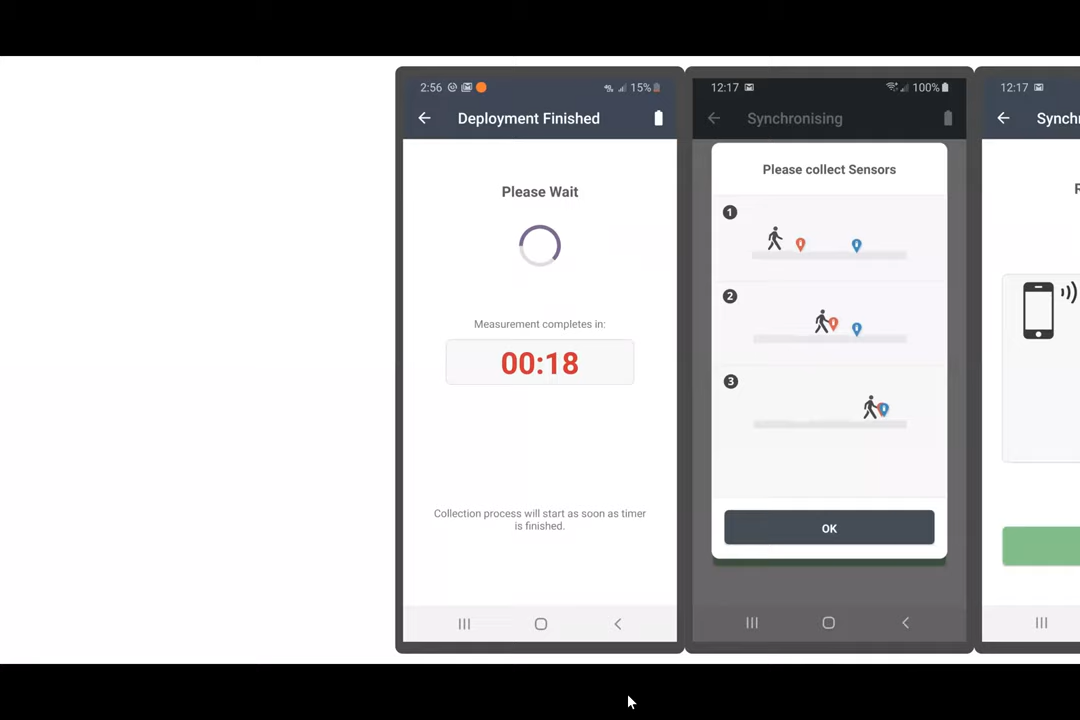 2:56
15%
Deployment Finished
Please Wait
Measurement completes in:
00:18
Collection process will start as soon as timer
is finished.
12:17
100%
Synchronising
Please collect Sensors
1
2
3
OK
12:17